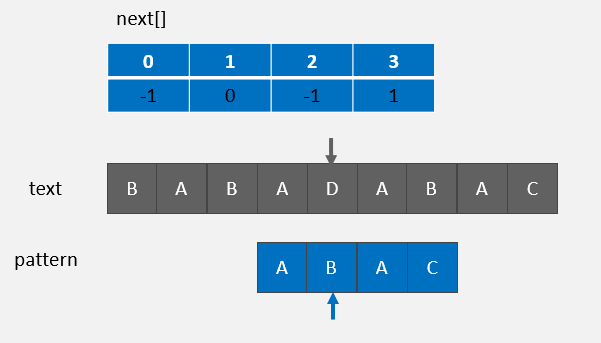 next[]
0 1 2 3
-1 0 -1 1
text B A B A D A B A C
pattern A B A C